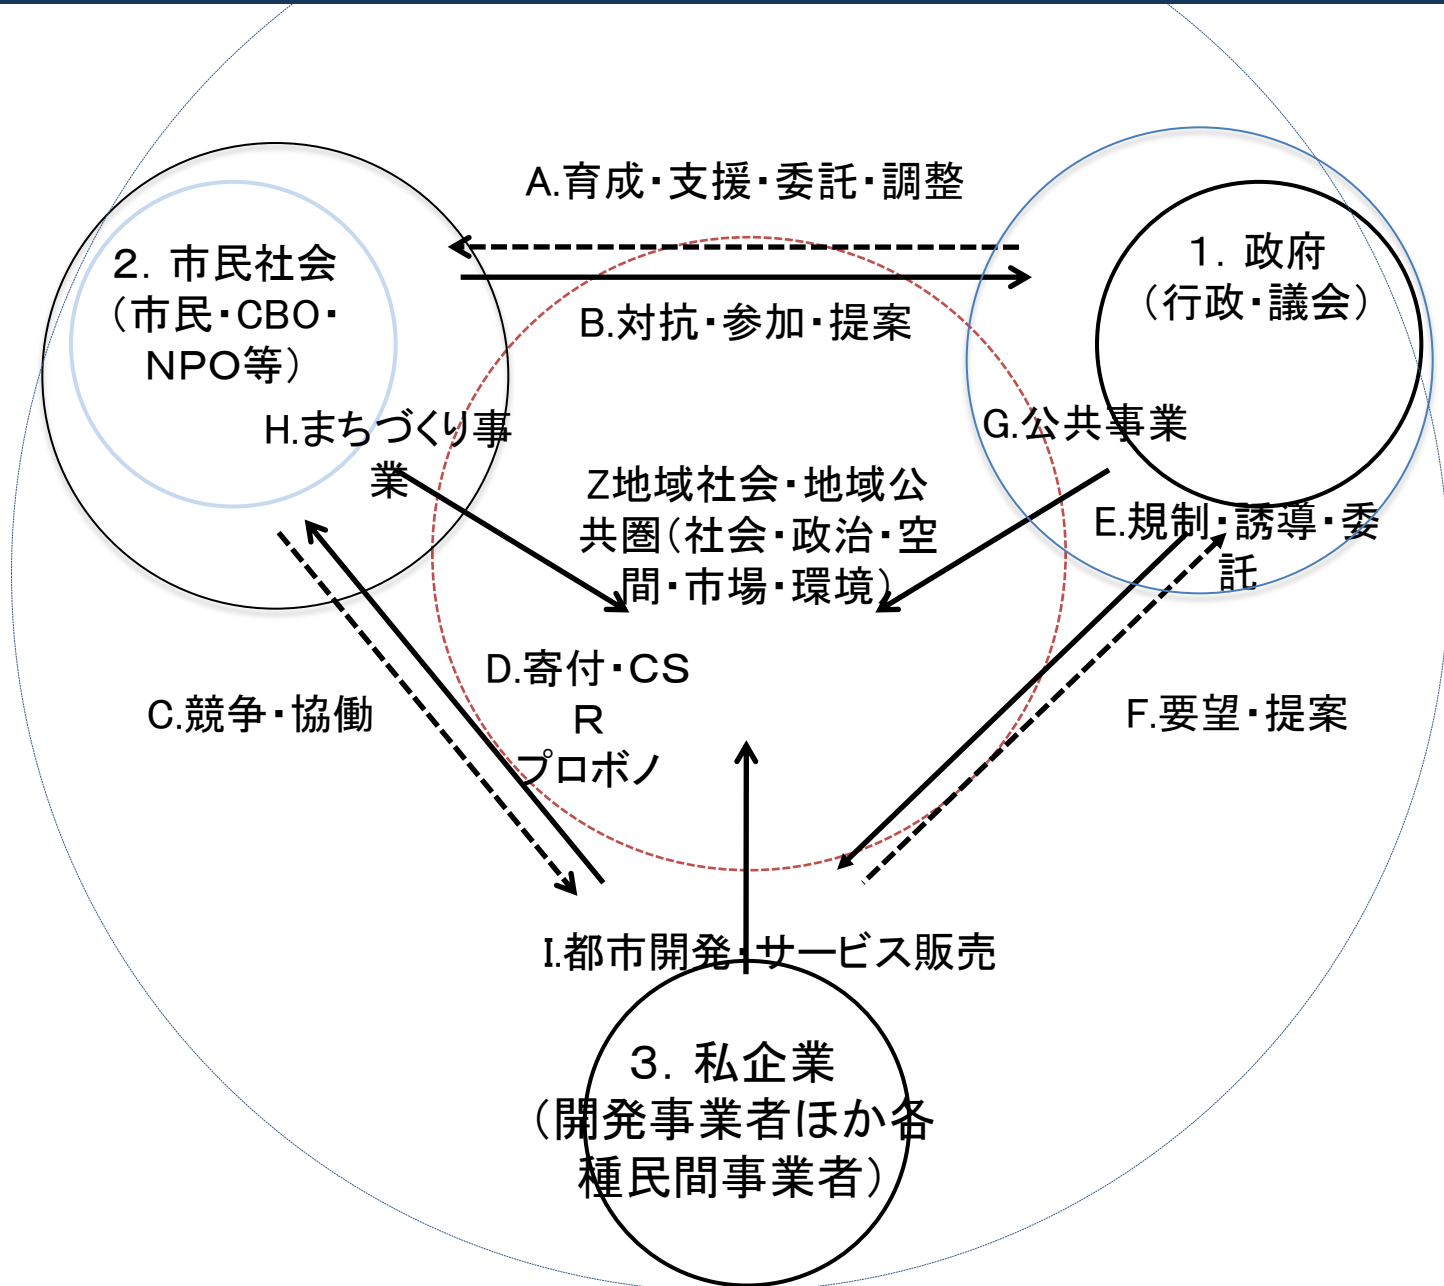 A.育成・支援・委託・調整
2．市民社会
（市民・CBO・
NPO等）
1．政府
（行政・議会）
B.対抗・参加・提案
H.まちづくり事
業
G.公共事業
Z地域社会・地域公
共圏（社会・政治・空
間・市場・環境）
E.規制・誘導・委
託
D.寄付・CS
R
プロボノ
C.競争・協働
F.要望・提案
I.都市開発・サービス販売
3．私企業
（開発事業者ほか各
種民間事業者）